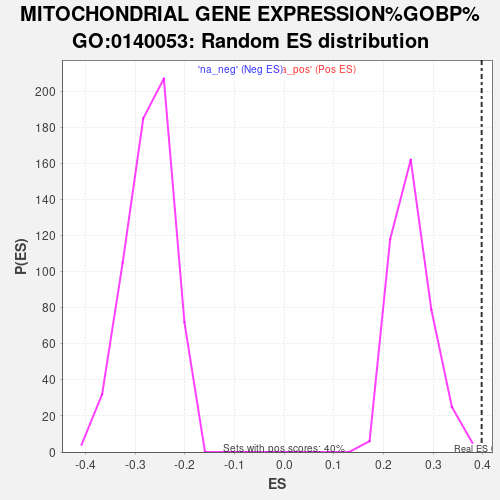 MITOCHONDRIAL GENE EXPRESSION%GOBP%
GO:0140053: Random ES distribution
'na_neg' (Neg ES)
a_pos' (Pos ES)
P(ES)
200
180
160
140
120
100
80
60
40
20
0
Sets with pos scores: 40%
Real ES
-0.4 -0.3 -0.2 -0.1 0.0 0.1 0.2 0.3 0.4
ES